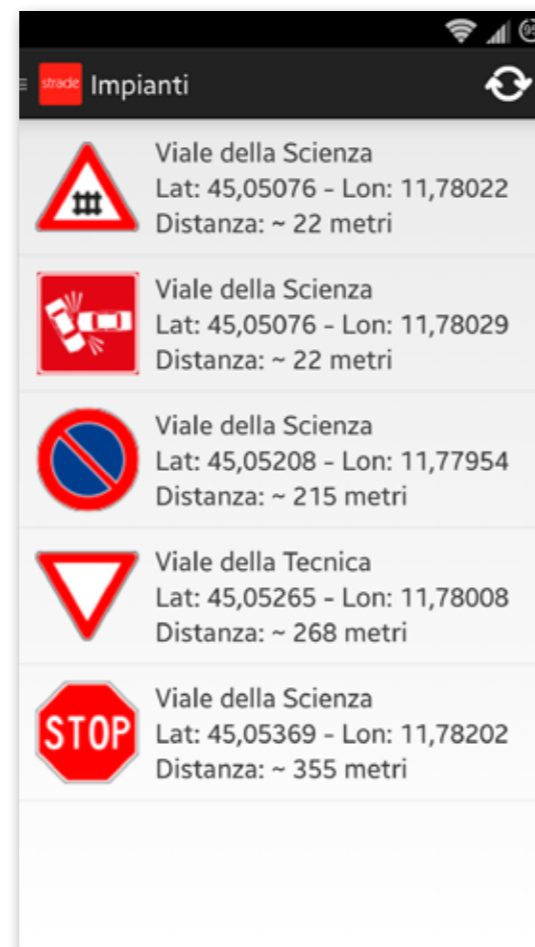 strade Impianti
Viale della Scienza
Lat: 45,05076 - Lon: 11,78022
Distanza: ~ 22 metri
Viale della Scienza
Lat: 45,05076 - Lon: 11,78029
Distanza: ~ 22 metri
Viale della Scienza
Lat: 45,05208 - Lon: 11,77954
Distanza: ~ 215 metri
Viale della Tecnica
Lat: 45,05265 - Lon: 11,78008
Distanza: ~ 268 metri
STOP
Viale della Scienza
Lat: 45,05369 - Lon: 11,78202
Distanza: ~ 355 metri